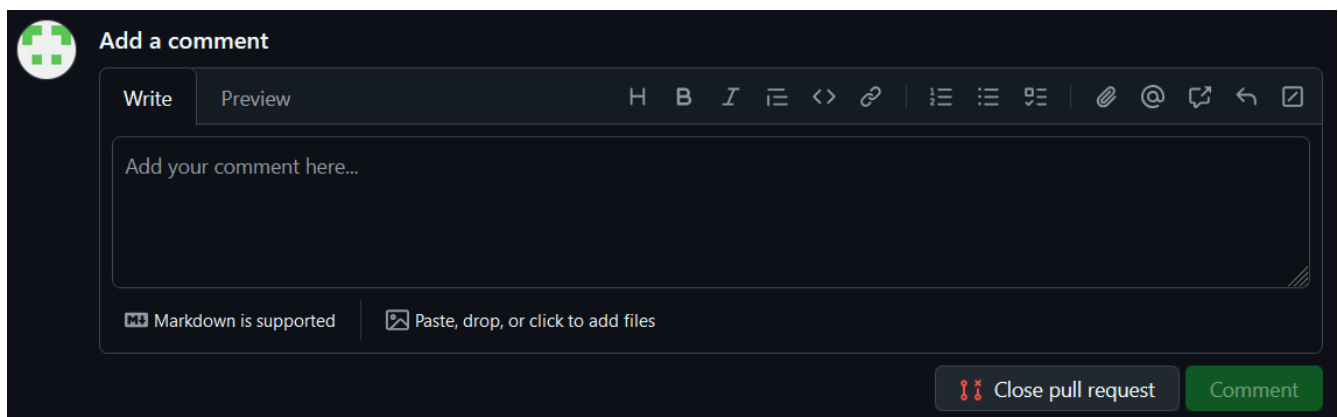 Add a comment
Write Preview H B I
Add your comment here...
Markdown is supported Paste, drop, or click to add files
Close pull request Comment